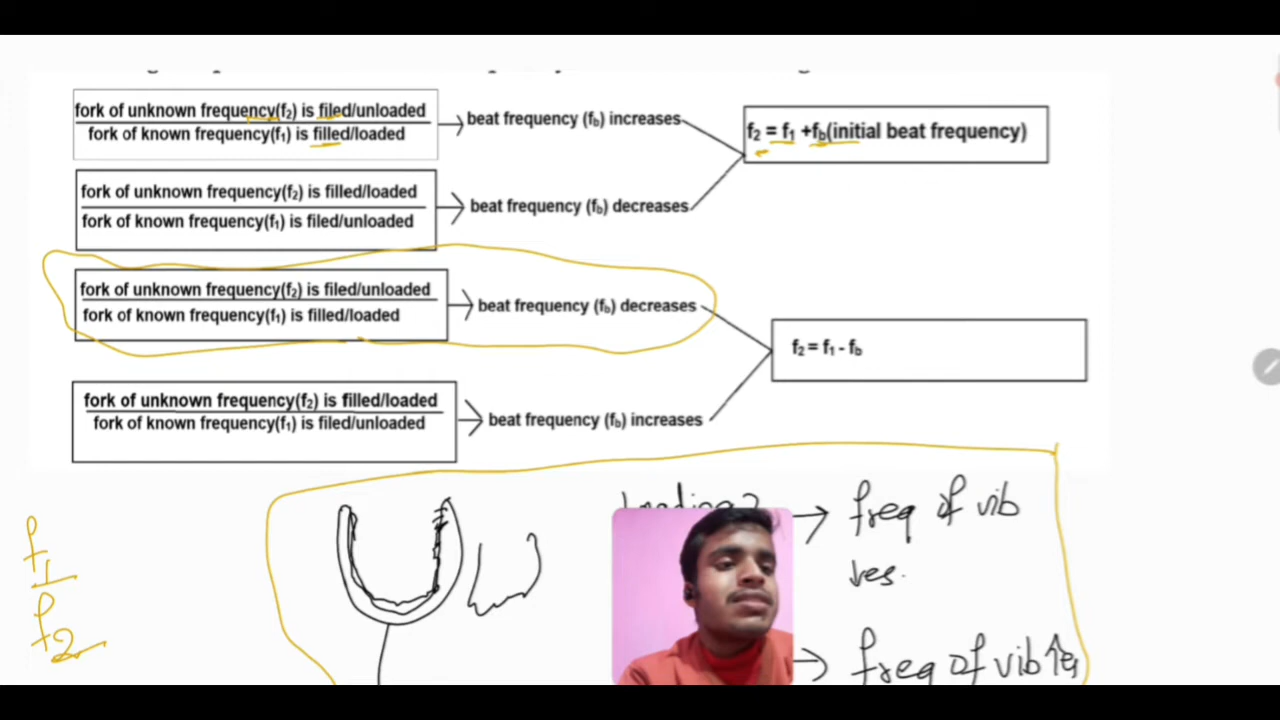 fork of unknown frequency(f₂) is filed/unloaded
fork of known frequency(f₁) is filled/loaded
beat frequency (fb) increases
f₂ = f₁ +fb(initial beat frequency)
fork of unknown frequency(f₂) is filled/loaded
fork of known frequency(f₁) is filed/unloaded
beat frequency (fb) decreases
fork of unknown frequency(f₂) is filed/unloaded
fork of known frequency(f₁) is filled/loaded
beat frequency (fb) decreases
f₂ = f₁ - fb
fork of unknown frequency(f₂) is filled/loaded
fork of known frequency(f₁) is filed/unloaded
beat frequency (fb) increases
f1
f2
→ freq of vib
→ freq of vib